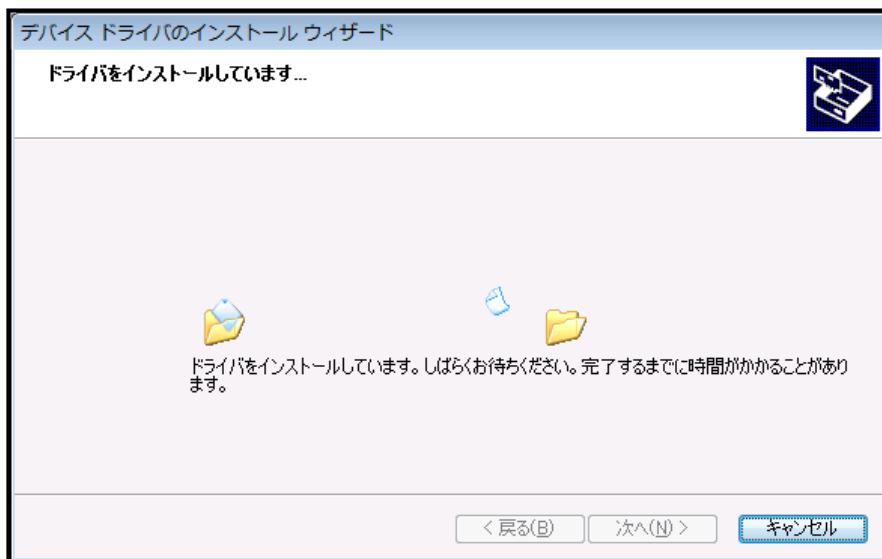 デバイス ドライバのインストール ウィザード
ドライバをインストールしています...
ドライバをインストールしています。しばらくお待ちください。完了するまでに時間がかかることがあり
ます。
< 戻る(B)
次へ(N) >
キャンセル